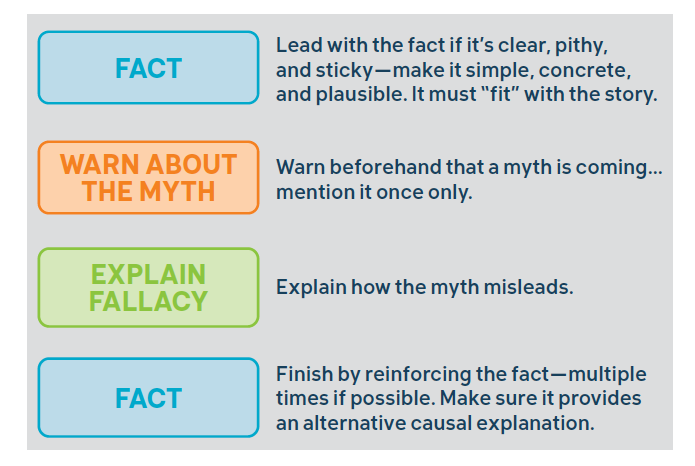 FACT
Lead with the fact if it's clear, pithy,
and sticky—make it simple, concrete,
and plausible. It must “fit” with the story.
WARN ABOUT
THE MYTH
Warn beforehand that a myth is coming...
mention it once only.
EXPLAIN
FALLACY
Explain how the myth misleads.
FACT
Finish by reinforcing the fact—multiple
times if possible. Make sure it provides
an alternative causal explanation.